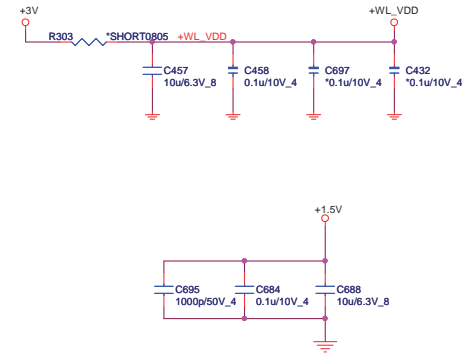 +3V
+WL_VDD
R303 *SHORT0805 +WL_VDD
C457
10u/6.3V_8
C458
0.1u/10V_4
C697
*0.1u/10V_4
C432
*0.1u/10V_4
+1.5V
C695
1000p/50V_4
C684
0.1u/10V_4
C688
10u/6.3V_8